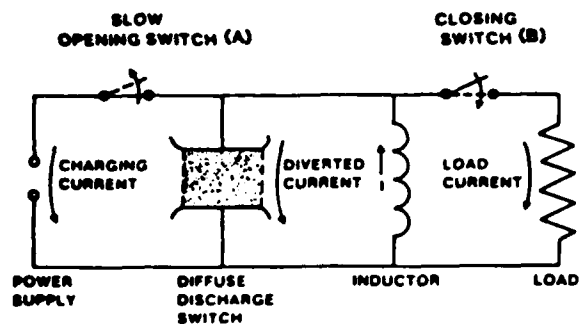 SLOW
OPENING SWITCH (A)
CLOSING
SWITCH (B)
CHARGING
CURRENT
DIVERTED
CURRENT
I
LOAD
CURRENT
POWER
SUPPLY
DIFFUSE
DISCHARGE
SWITCH
INDUCTOR
LOAD